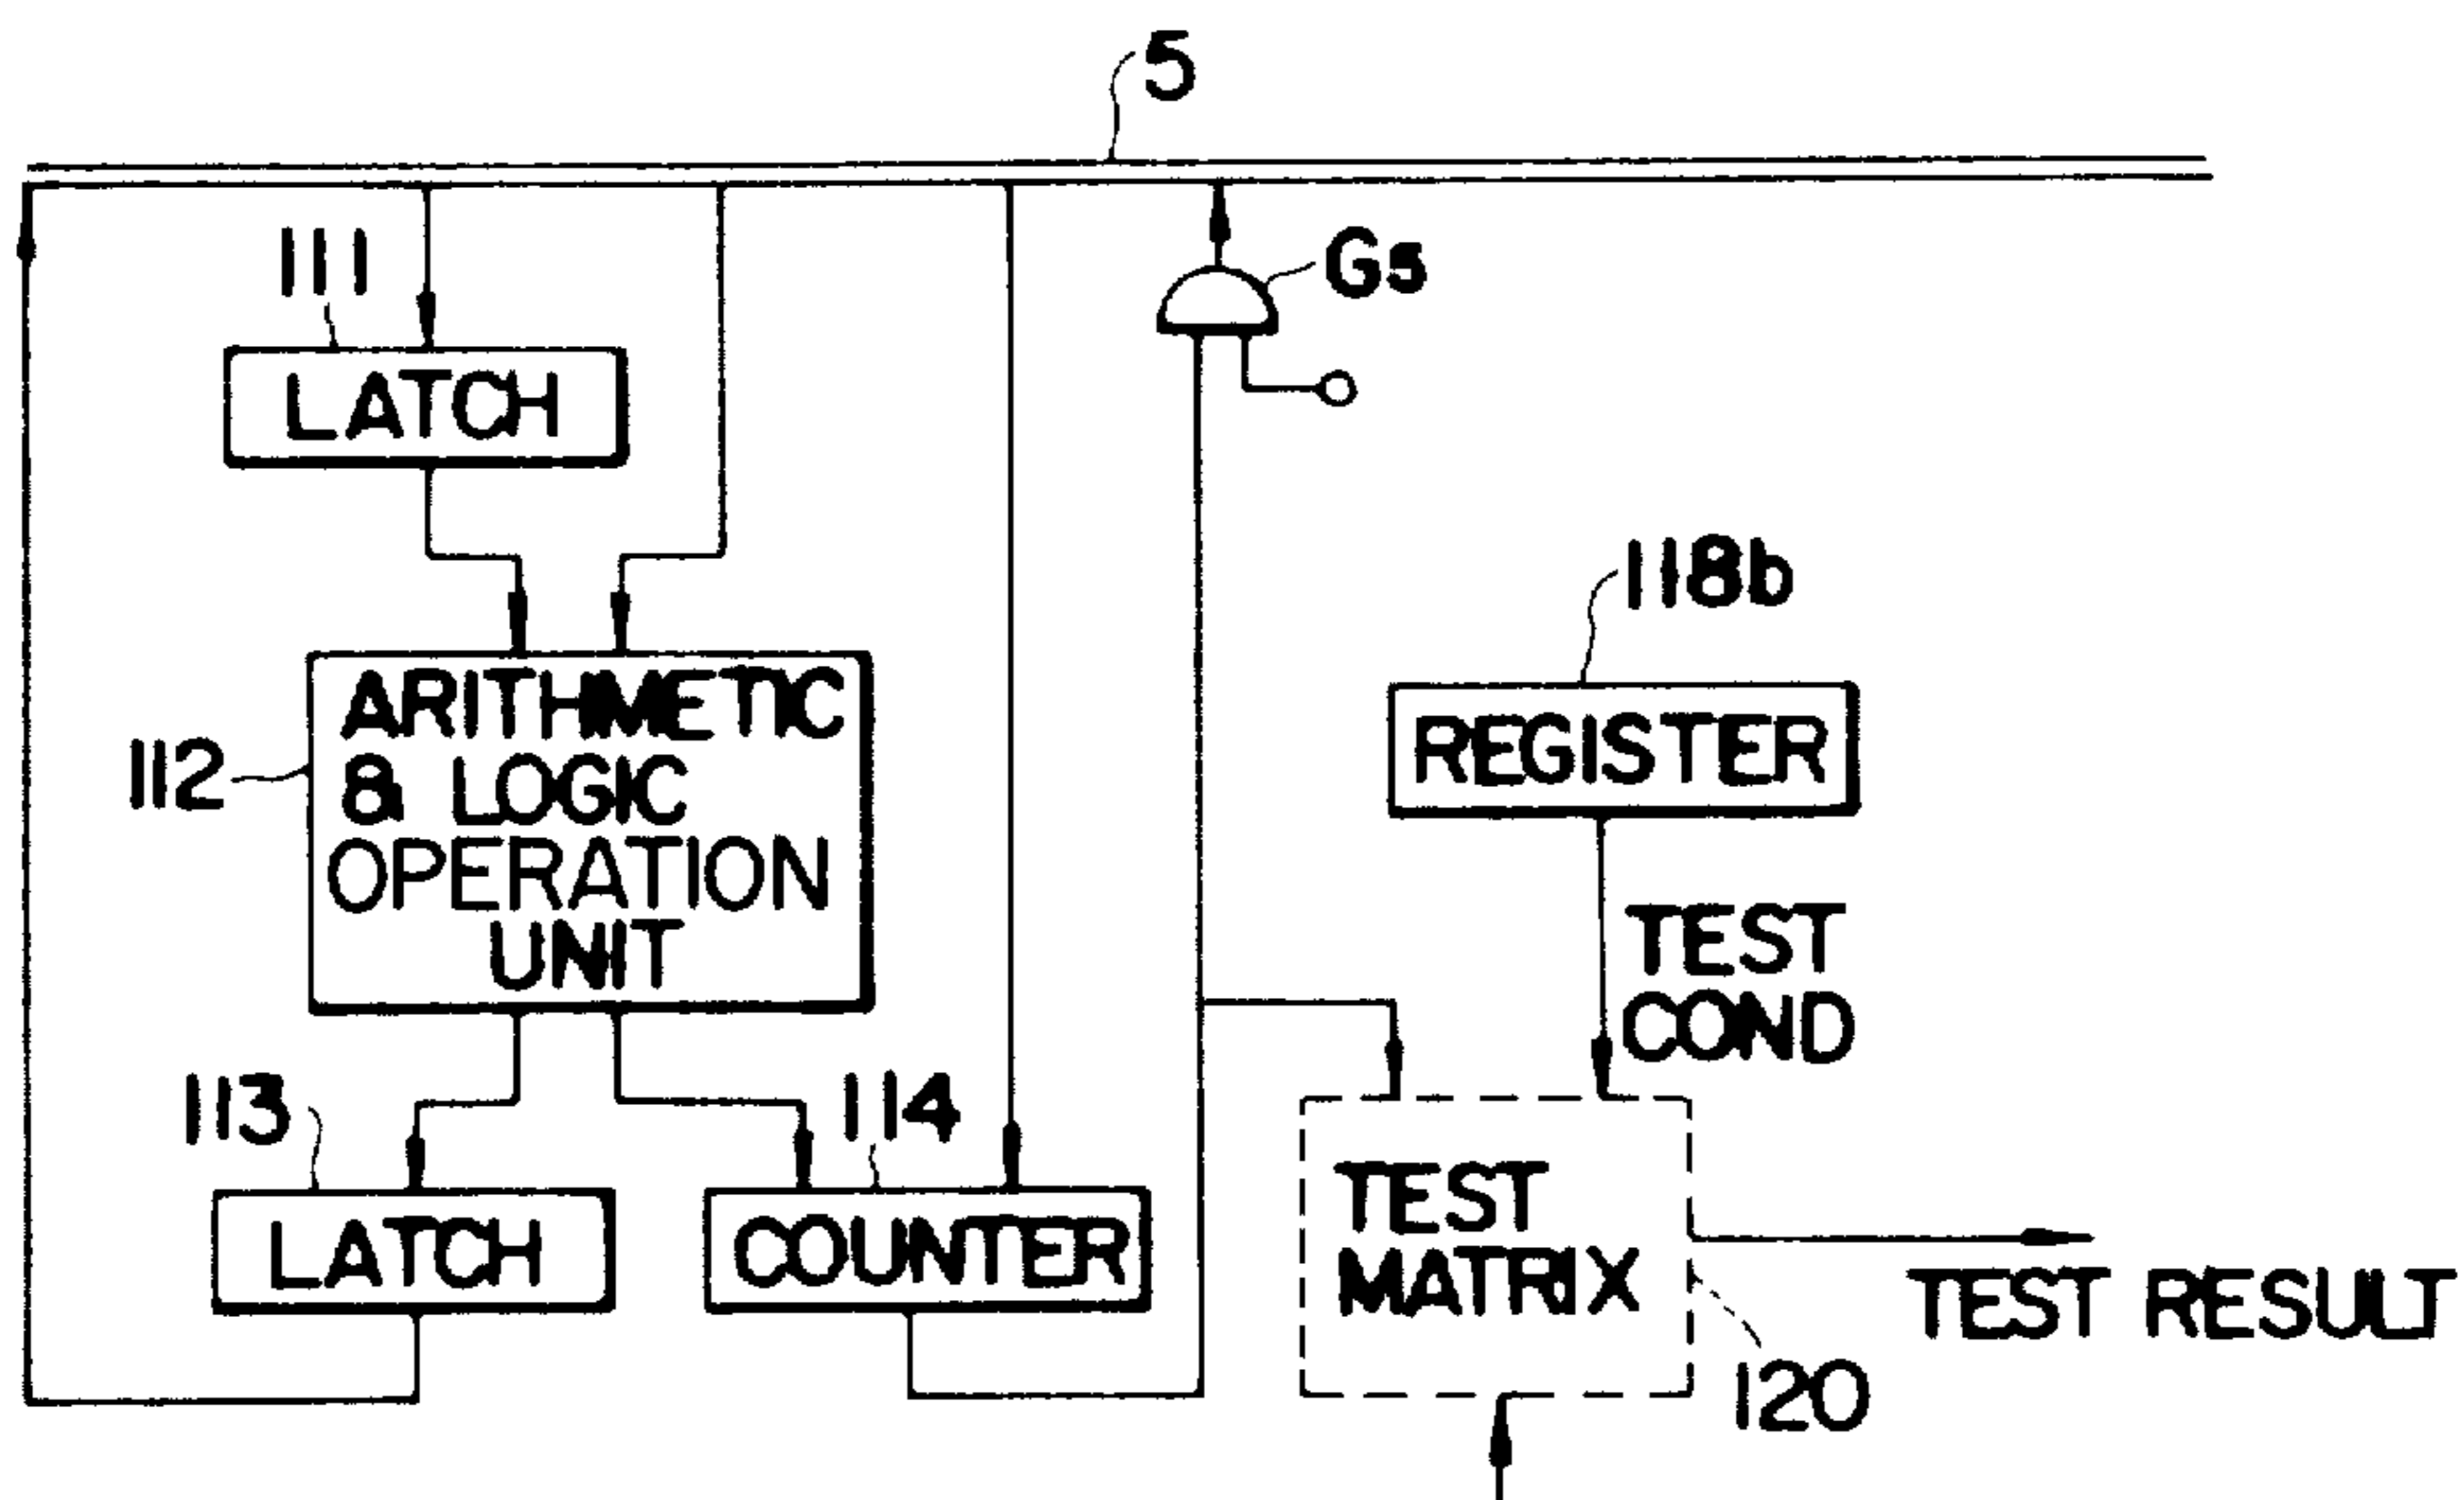 5
111
Gs
LATCH
118b
ARITHMETIC
& LOGIC
OPERATION
UNIT
112
REGISTER
TEST
COND
113
114
LATCH
COUNTER
TEST
MATRIX
TEST RESULT
120